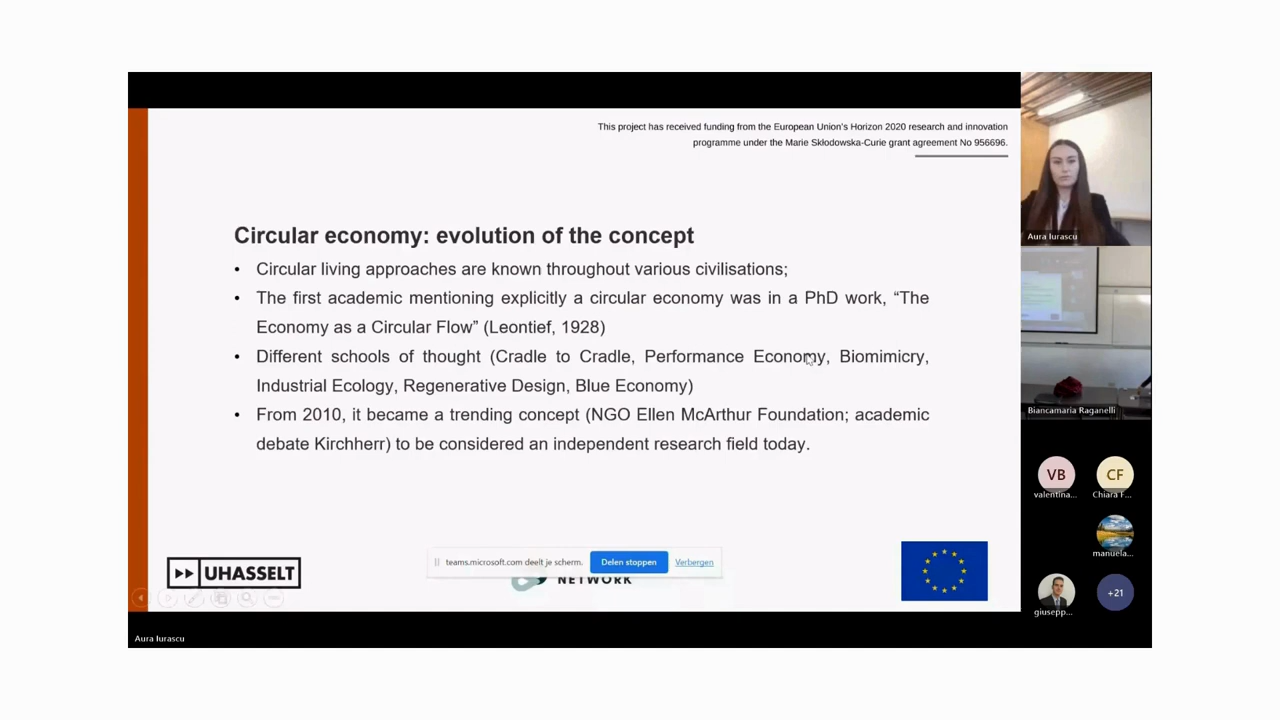 This project has received funding from the European Union's Horizon 2020 research and innovation
programme under the Marie Skłodowska-Curie grant agreement No 956696.
Circular economy: evolution of the concept
• Circular living approaches are known throughout various civilisations;
• The first academic mentioning explicitly a circular economy was in a PhD work, “The
Economy as a Circular Flow” (Leontief, 1928)
• Different schools of thought (Cradle to Cradle, Performance Economy, Biomimicry,
Industrial Ecology, Regenerative Design, Blue Economy)
• From 2010, it became a trending concept (NGO Ellen McArthur Foundation; academic
debate Kirchherr) to be considered an independent research field today.
UHASSELT
teams.microsoft.com deelt je scherm.
Delen stoppen
Verbergen
NETWORK
Aura Iurascu
Aura Iurascu
Biancamaria Raganelli
VB
valentina...
CF
Chiara F...
manuela...
giusepp...
+21